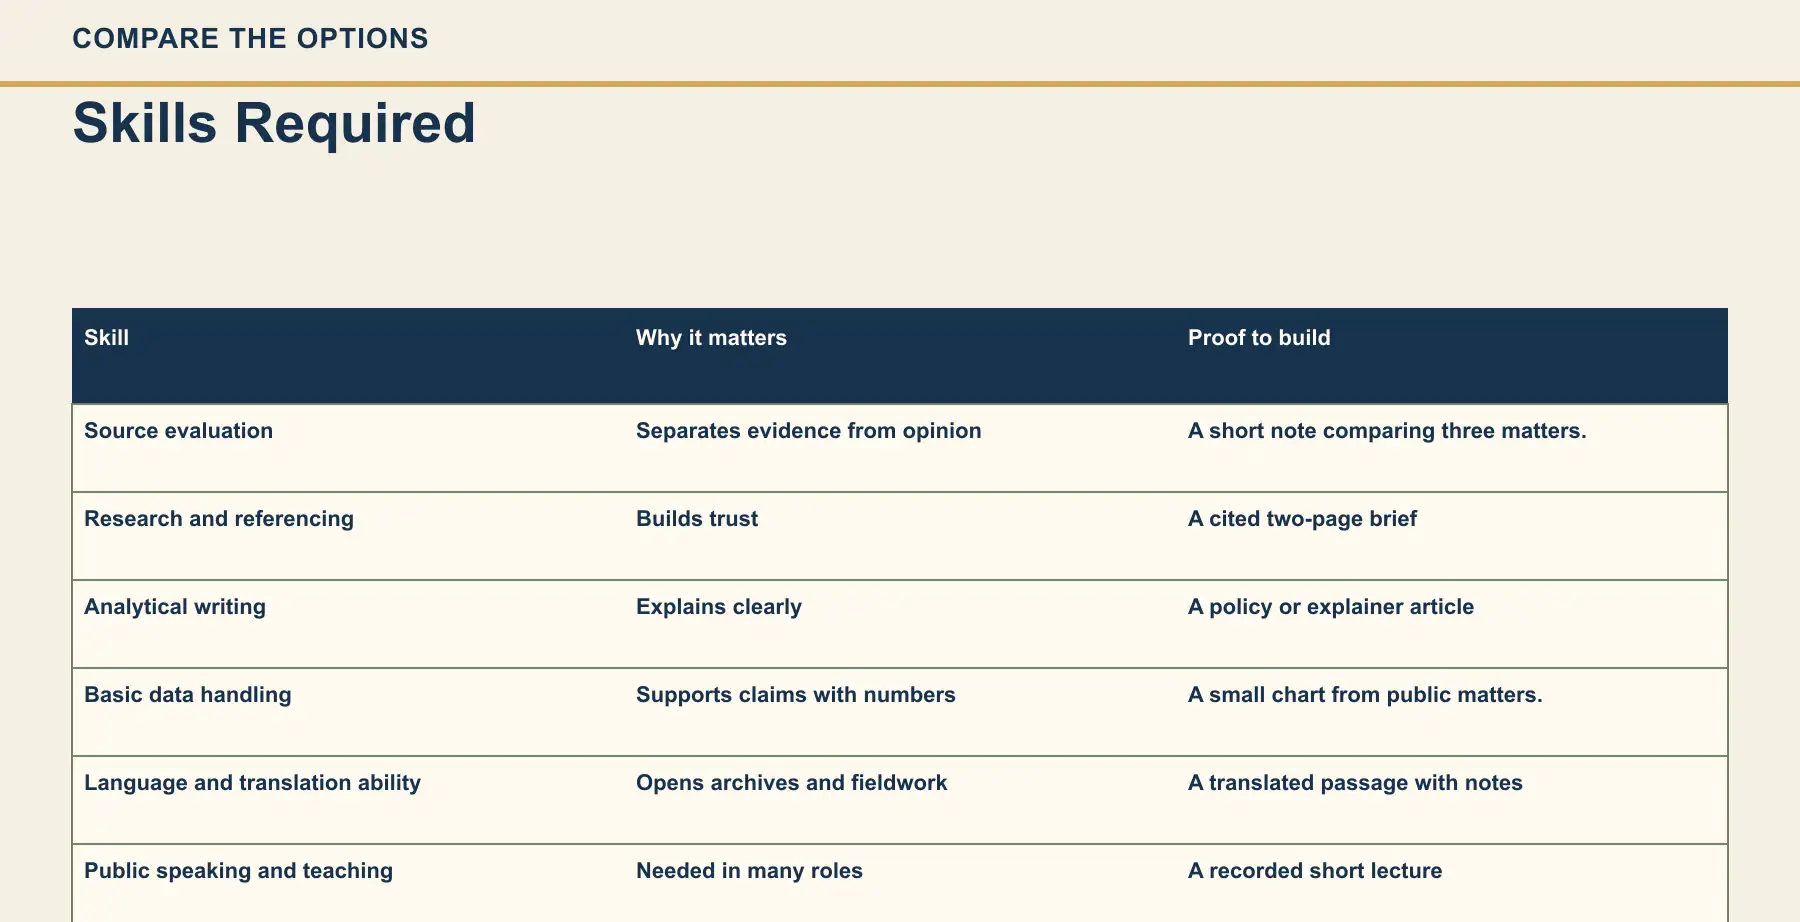 COMPARE THE OPTIONS
Skills Required
Skill Why it matters Proof to build
Source evaluation Separates evidence from opinion A short note comparing three matters.
Research and referencing Builds trust A cited two-page brief
Analytical writing Explains clearly A policy or explainer article
Basic data handling Supports claims with numbers A small chart from public matters.
Language and translation ability Opens archives and fieldwork A translated passage with notes
Public speaking and teaching Needed in many roles A recorded short lecture